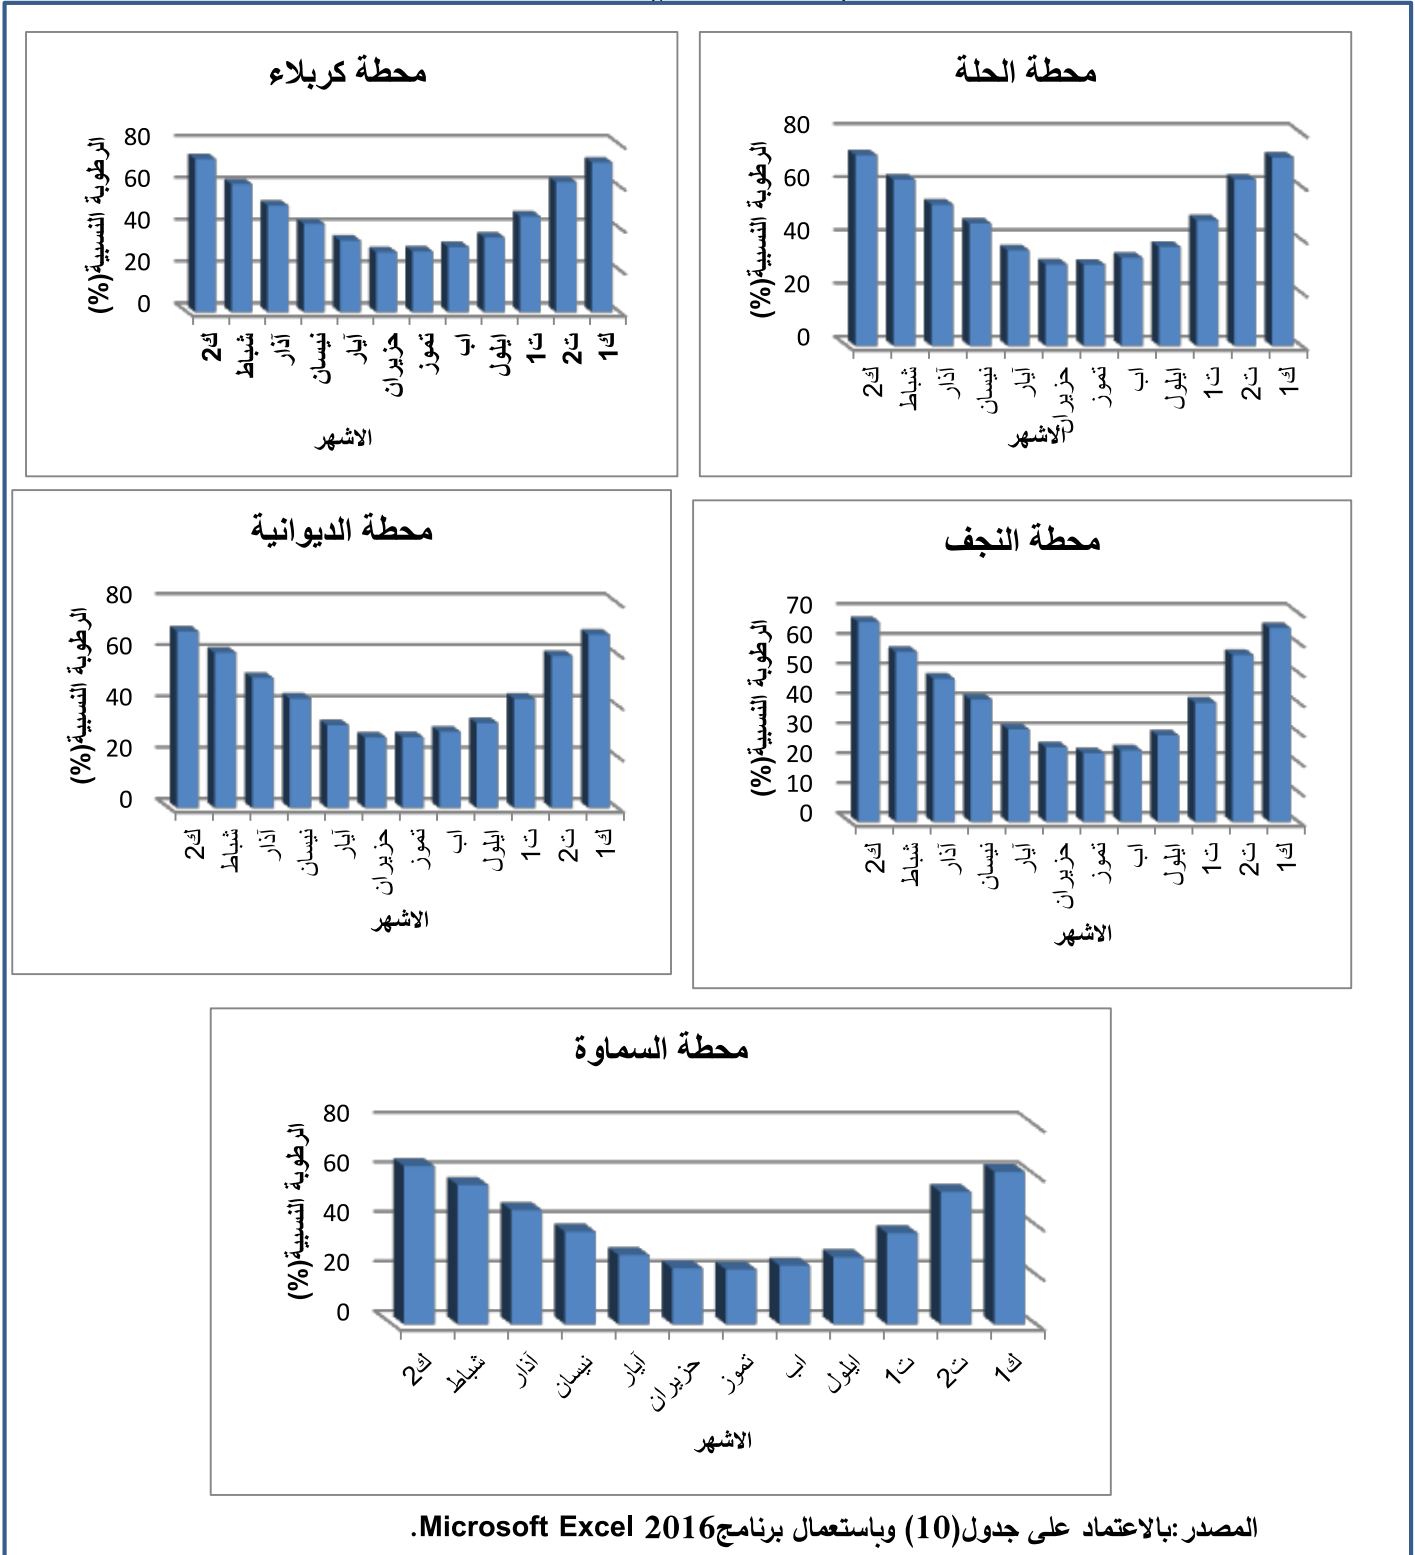 محطة الحلة
الرطوبة النسبية(%)
80
60
40
20
0
ك2 شباط آذار نيسان آيار حزيران تموز اب ايلول ت1 ت2 ك1
الاشهر
محطة كربلاء
الرطوبة النسبية(%)
80
60
40
20
0
ك2 شباط آذار نيسان آيار حزيران تموز اب ايلول ت1 ت2 ك1
الاشهر
محطة النجف
الرطوبة النسبية(%)
70
60
50
40
30
20
10
0
ك2 شباط آذار نيسان آيار حزيران تموز اب ايلول ت1 ت2 ك1
الاشهر
محطة الديوانية
الرطوبة النسبية(%)
80
60
40
20
0
ك2 شباط آذار نيسان آيار حزيران تموز اب ايلول ت1 ت2 ك1
الاشهر
محطة السماوة
الرطوبة النسبية(%)
80
60
40
20
0
ك2 شباط آذار نيسان آيار حزيران تموز اب ايلول ت1 ت2 ك1
الاشهر
المصدر:بالاعتماد على جدول(10) وباستعمال برنامج Microsoft Excel 2016.